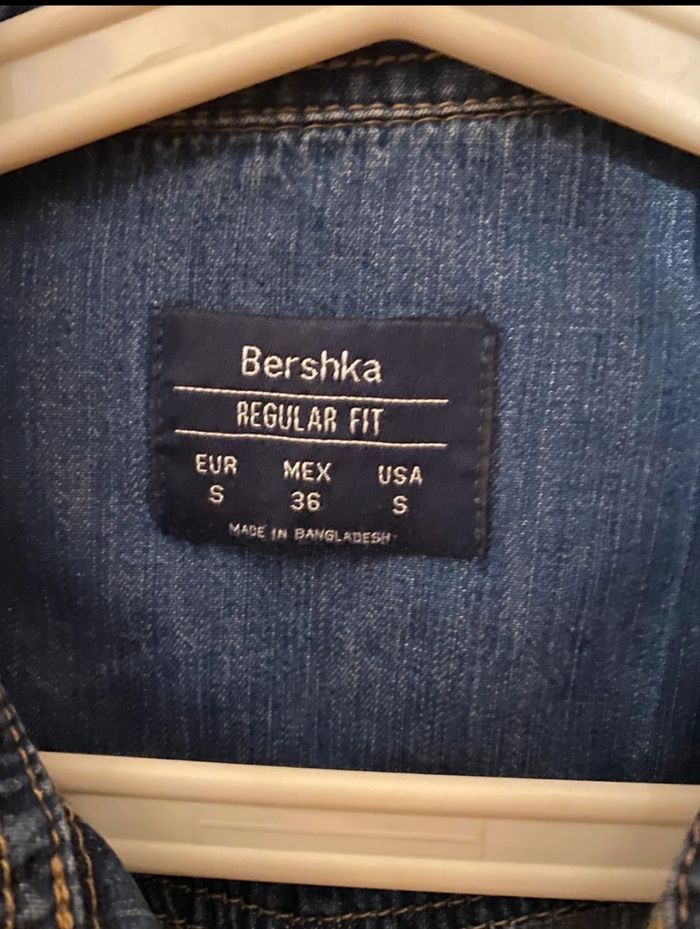 Bershka
REGULAR FIT
EUR MEX USA
S 36 S
MADE IN BANGLADESH